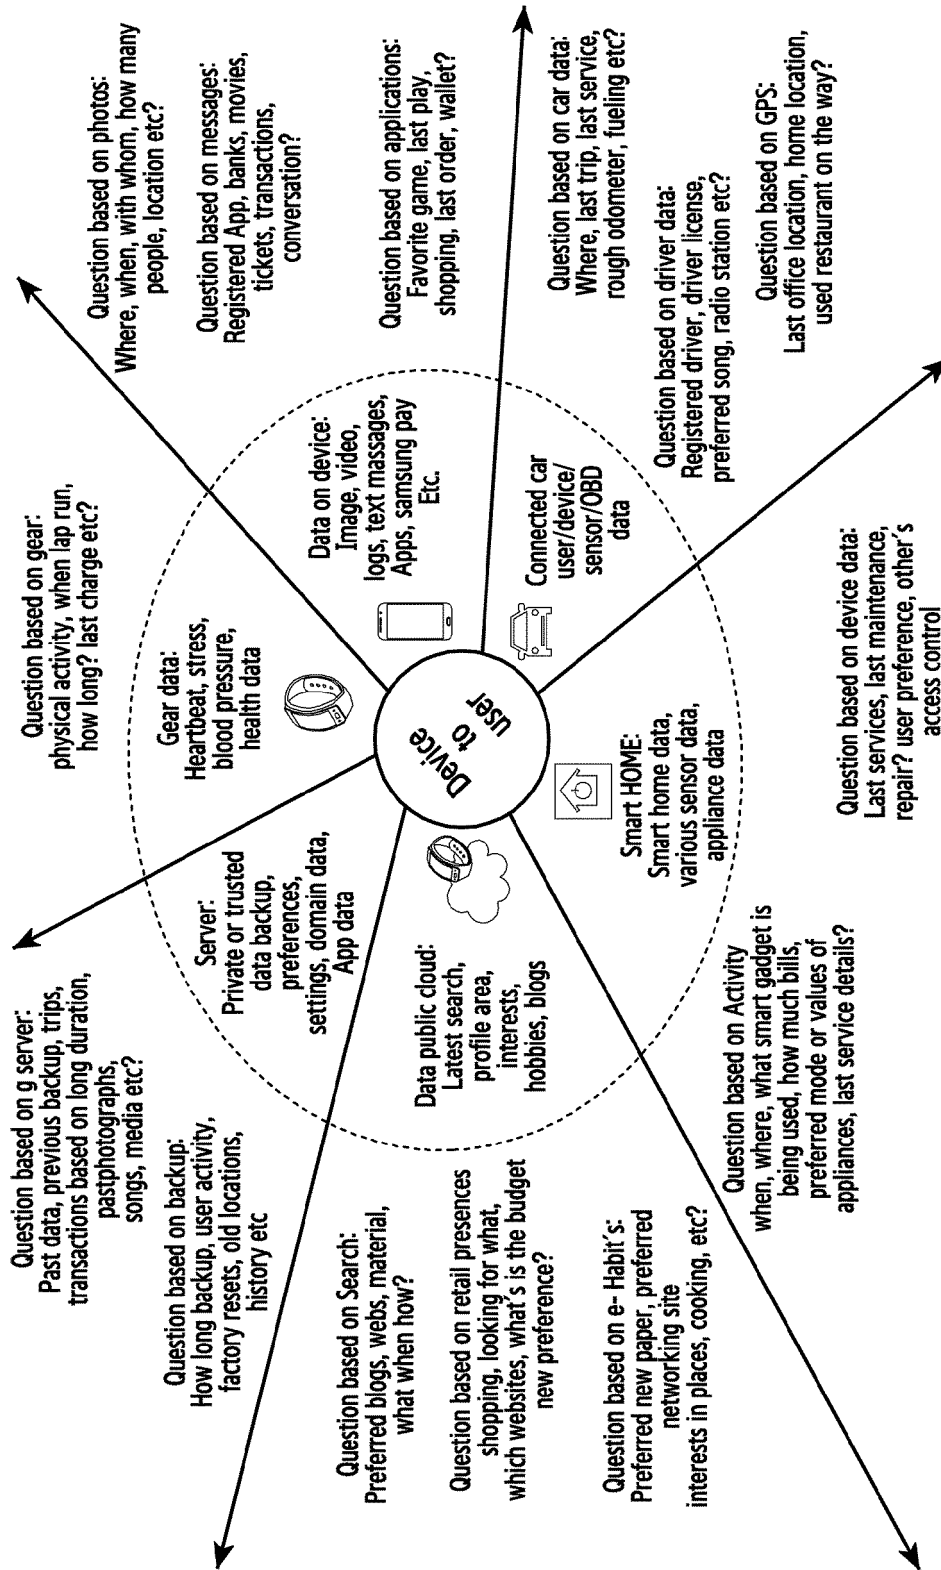 Question based on g server:
Past data, previous backup, trips,
transactions based on long duration,
pastphotographs,
songs, media etc?
Question based on gear:
physical activity, when lap run,
how long? last charge etc?
Question based on photos:
Where, when, with whom, how many
people, location etc?
Question based on messages:
Registered App, banks, movies,
tickets, transactions,
conversation?
Question based on applications:
Favorite game, last play,
shopping, last order, wallet?
Question based on backup:
How long backup, user activity,
factory resets, old locations,
history etc
Server:
Private or trusted
data backup,
preferences,
settings, domain data,
App data
Gear data:
Heartbeat, stress,
blood pressure,
health data
Data on device:
Image, video,
logs, text massages,
Apps, samsung pay
Etc.
Device
to
user
Question based on Search:
Preferred blogs, webs, material,
what when how?
Question based on retail presences
shopping, looking for what,
which websites, what's is the budget
new preference?
Question based on e- Habit's:
Preferred new paper, preferred
networking site
interests in places, cooking, etc?
Data public cloud:
Latest search,
profile area,
interests,
hobbies, blogs
Smart HOME:
Smart home data,
various sensor data,
appliance data
Connected car
user/device/
sensor/OBD
data
Question based on car data:
Where, last trip, last service,
rough odometer, fueling etc?
Question based on driver data:
Registered driver, driver license,
preferred song, radio station etc?
Question based on GPS:
Last office location, home location,
used restaurant on the way?
Question based on Activity
when, where, what smart gadget is
being used, how much bills,
preferred mode or values of
appliances, last service details?
Question based on device data:
Last services, last maintenance,
repair? user preference, other's
access control